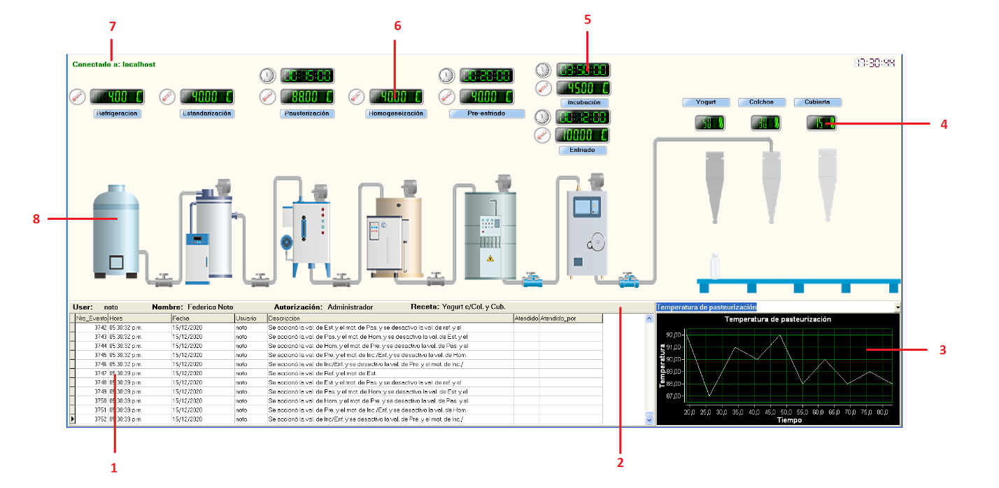 7
6
5
Conectado a: localhost
17:30:44
00:15:00
00:20:00
03:50:00
4.00 C
40.00 C
88.00 C
40.00 C
40.00 C
45.00 C
Refrigeracion
Estandarización
Pausterización
Homogeneización
Pre-enfriado
Incubación
Yogurt
Colchon
Cubierta
00:12:00
50 %
30 %
15 %
4
100.00 C
Enfriado
8
User: noto Nombre: Federico Noto Autorización: Administrador Receta: Yogurt c/Col. y Cub.
Temperatura de pasteurización
Nro_Evento Hora Fecha Usuario Descripcion Atendido Atendido_por
3742 05:30:32 p.m. 15/12/2020 noto Se accionó la val. de Est. y el mot. de Pas. y se desactivo la val. de ref. y el
3743 05:30:32 p.m. 15/12/2020 noto Se accionó la val. de Pas. y el mot. de Hom. y se desactivo la val. de Est. y el
3744 05:30:32 p.m. 15/12/2020 noto Se accionó la val. de Hom. y el mot. de Pre. y se desactivo la val. de Pas. y el
3745 05:30:32 p.m. 15/12/2020 noto Se accionó la val. de Pre. y el mot. de Inc./Enf. y se desactivo la val. de Hom.
3746 05:30:32 p.m. 15/12/2020 noto Se accionó la val. de Inc/Enf. y se desactivo la val. de Pre. y el mot. de Inc./
3747 05:30:39 p.m. 15/12/2020 noto Se accionó la val. de Ref. y el mot. de Est.
3748 05:30:39 p.m. 15/12/2020 noto Se accionó la val. de Est. y el mot. de Pas. y se desactivo la val. de ref. y el
3749 05:30:39 p.m. 15/12/2020 noto Se accionó la val. de Pas. y el mot. de Hom. y se desactivo la val. de Est. y el
3750 05:30:39 p.m. 15/12/2020 noto Se accionó la val. de Hom. y el mot. de Pre. y se desactivo la val. de Pas. y el
3751 05:30:39 p.m. 15/12/2020 noto Se accionó la val. de Pre. y el mot. de Inc./Enf. y se desactivo la val. de Hom.
3752 05:30:39 p.m. 15/12/2020 noto Se accionó la val. de Inc/Enf. y se desactivo la val. de Pre. y el mot. de Inc./
Temperatura de pasteurización
Temperatura
92,00
91,00
90,00
89,00
88,00
87,00
20,0 25,0 30,0 35,0 40,0 45,0 50,0 55,0 60,0 65,0 70,0 75,0 80,0
Tiempo
3
1
2